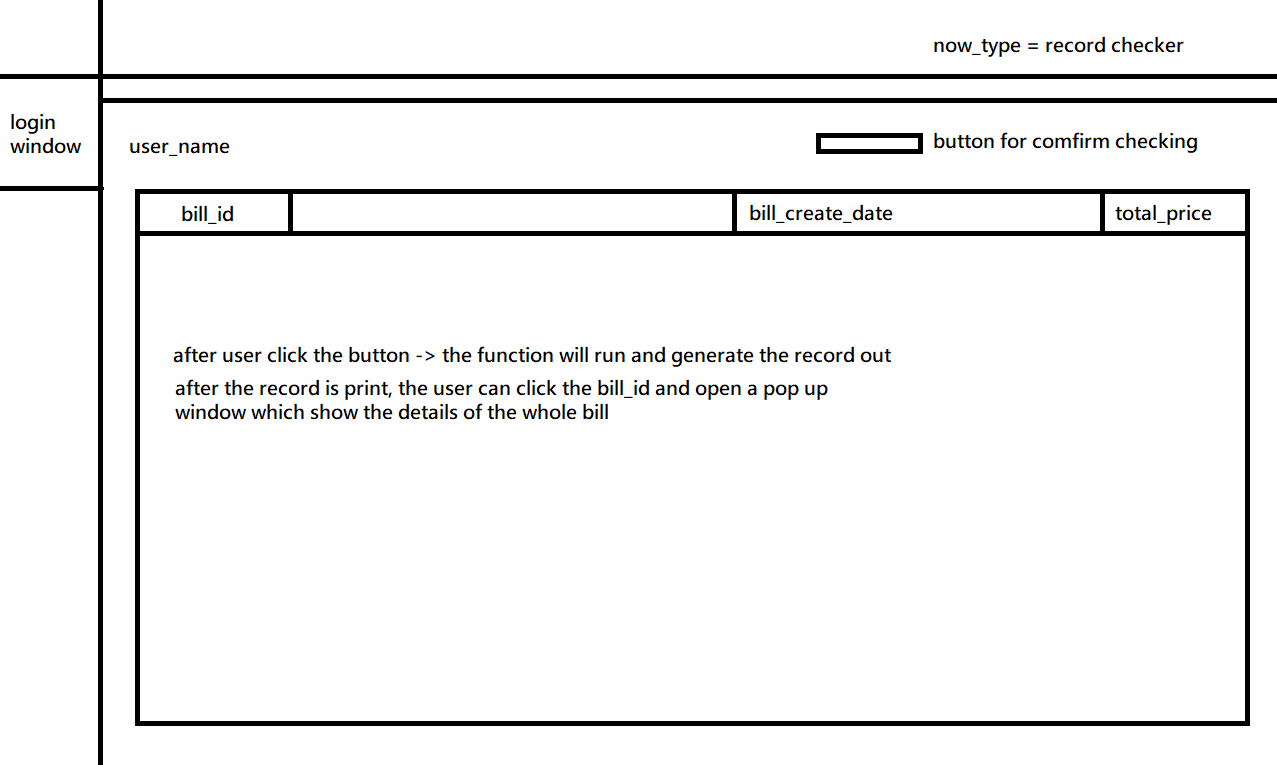 now_type = record checker
login
window
user_name
button for comfirm checking
bill_id
bill_create_date
total_price
after user click the button -> the function will run and generate the record out
after the record is print, the user can click the bill_id and open a pop up
window which show the details of the whole bill